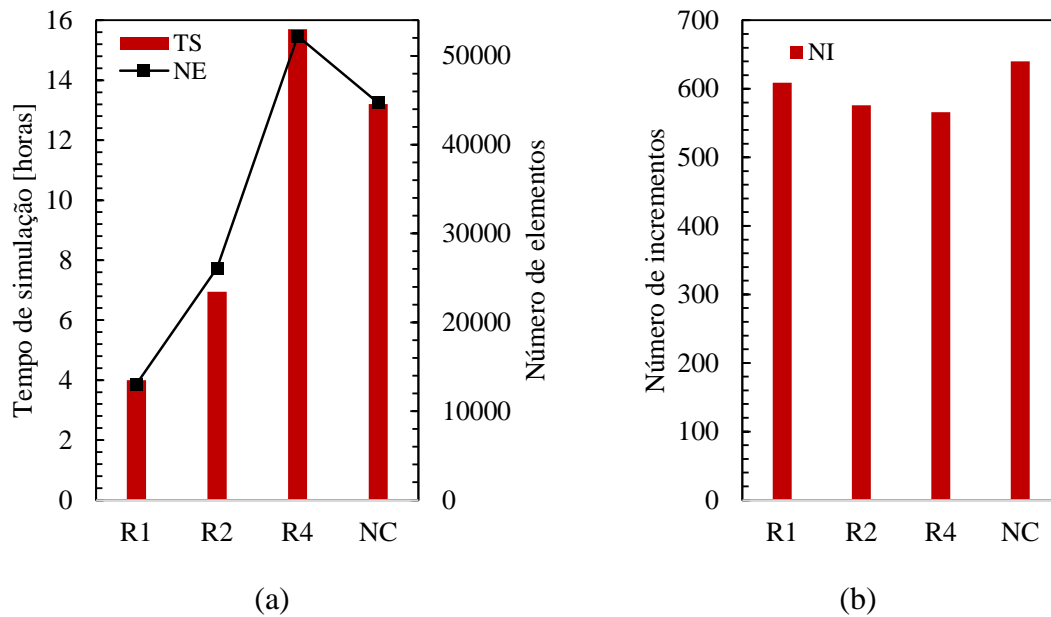 TS
NE
Tempo de simulação [horas]
16
14
12
10
8
6
4
2
0
R1 R2 R4 NC
50000
40000
30000
20000
10000
0
Número de elementos
(a)
NI
Número de incrementos
700
600
500
400
300
200
100
0
R1 R2 R4 NC
(b)